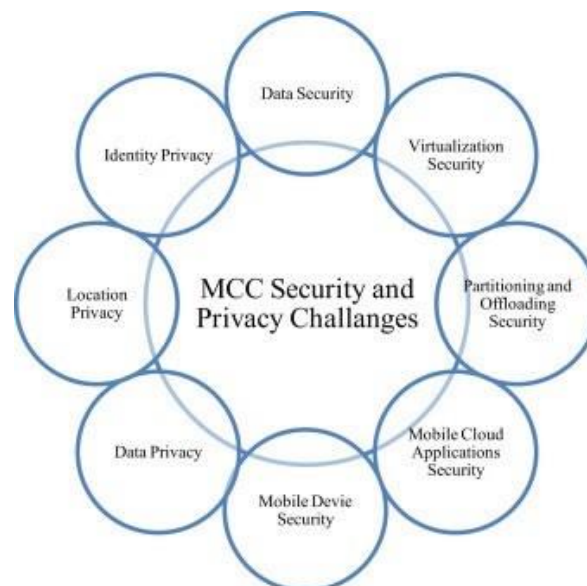 Data Security
Virtualization
Security
Partitioning and
Offloading
Security
Mobile Cloud
Applications
Security
Mobile Devie
Security
Data Privacy
Location
Privacy
Identity Privacy
MCC Security and
Privacy Challanges